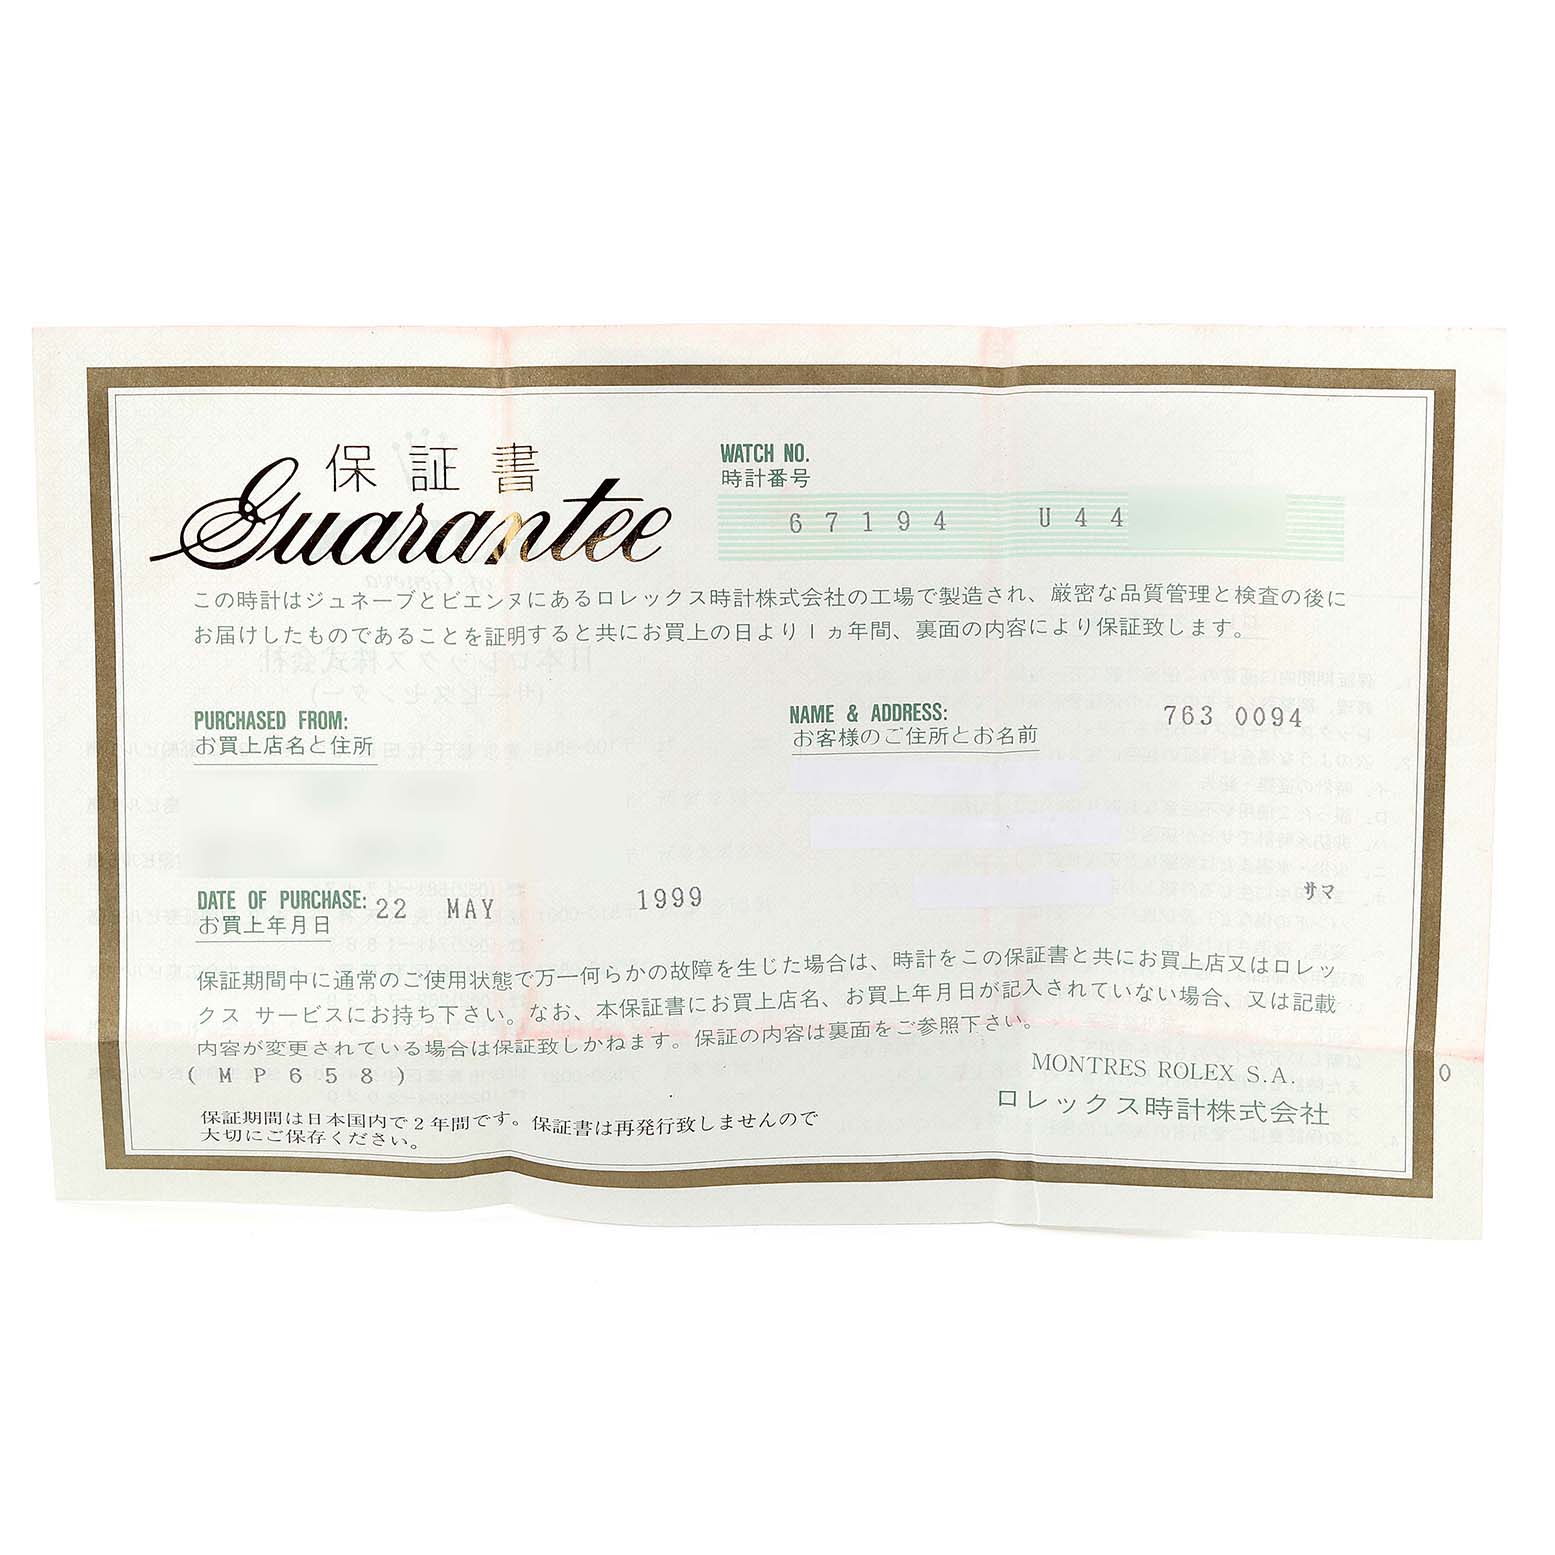 保証書
Guarantee
WATCH NO.
時計番号
67194 U44
この時計はジュネーブとビエンヌにあるロレックス時計株式会社の工場で製造され、厳密な品質管理と検査の後に
お届けしたものであることを証明すると共にお買上の日より1ヵ年間、裏面の内容により保証致します。
PURCHASED FROM:
お買上店名と住所
NAME & ADDRESS:
お客様のご住所とお名前
763 0094
サマ
DATE OF PURCHASE: 22 MAY 1999
お買上年月日
保証期間中に通常のご使用状態で万一何らかの故障を生じた場合は、時計をこの保証書と共にお買上店又はロレッ
クス サービスにお持ち下さい。なお、本保証書にお買上店名、お買上年月日が記入されていない場合、又は記載
内容が変更されている場合は保証致しかねます。保証の内容は裏面をご参照下さい。
(MP658)
MONTRES ROLEX S.A.
ロレックス時計株式会社
0
保証期間は日本国内で2年間です。保証書は再発行致しませんので
大切にご保存ください。